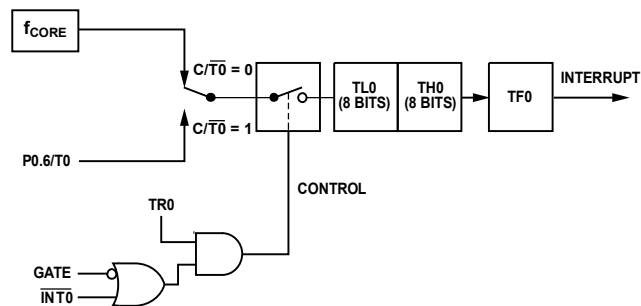 fCORE
C/T0̅ = 0
TL0
(8 BITS)
TH0
(8 BITS)
TF0
INTERRUPT
C/T0̅ = 1
P0.6/T0
CONTROL
TR0
GATE
I̅N̅T̅0̅